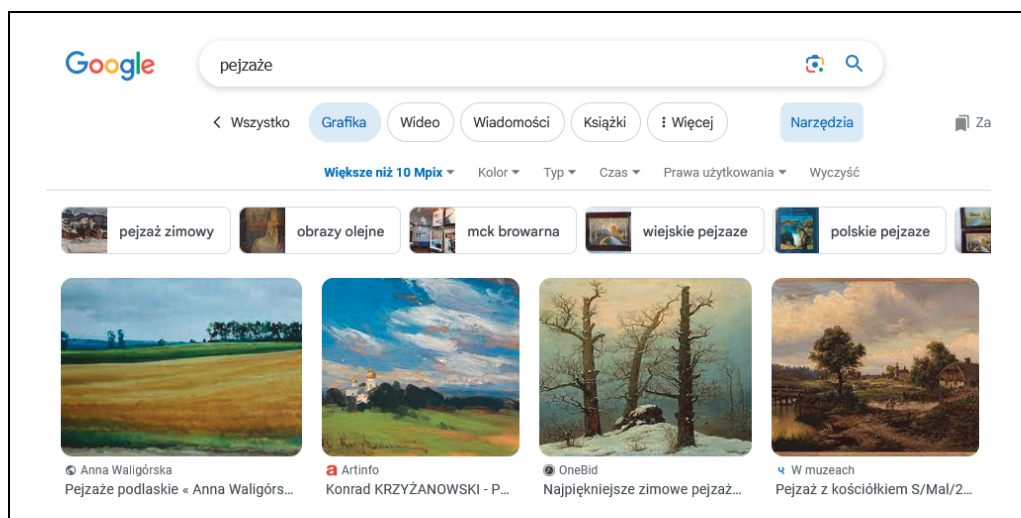 Google pejzaże
Wszystko Grafika Wideo Wiadomości Książki Więcej Narzędzia Za
Większe niż 10 Mpix Kolor Typ Czas Prawa użytkowania Wyczyść
pejzaż zimowy obrazy olejne mck browarna wiejskie pejzaze polskie pejzaze
Anna Waligórska a Artinfo OneBid W muzeach
Pejzaże podlaskie « Anna Waligórs... Konrad KRZYŻANOWSKI - P... Najpiękniejsze zimowe pejzaż... Pejzaż z kościółkiem S/Mal/2...